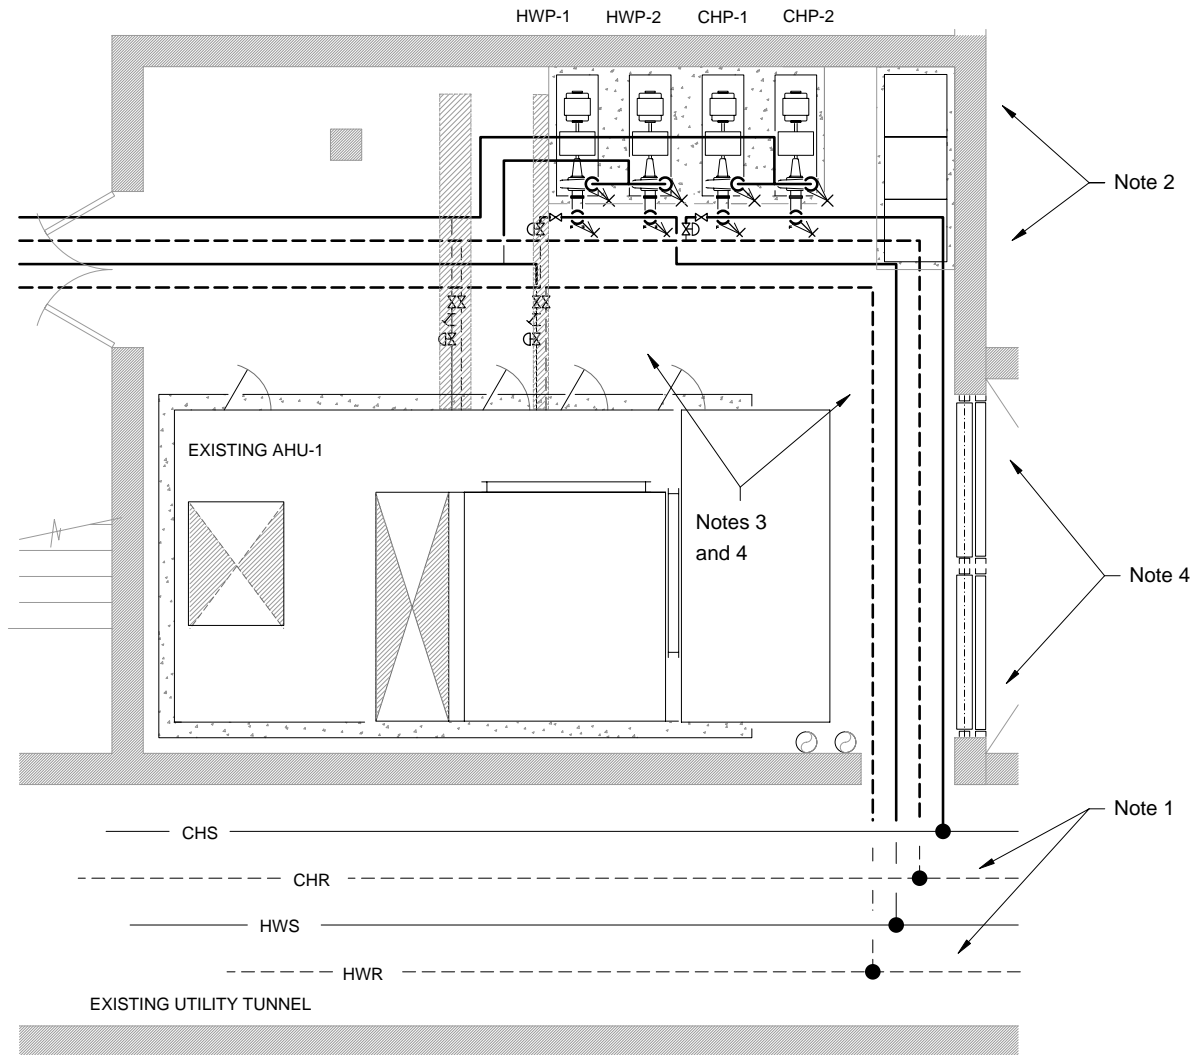 HWP-1
HWP-2
CHP-1
CHP-2
Note 2
EXISTING AHU-1
Notes 3
and 4
Note 4
Note 1
CHS
CHR
HWS
HWR
EXISTING UTILITY TUNNEL